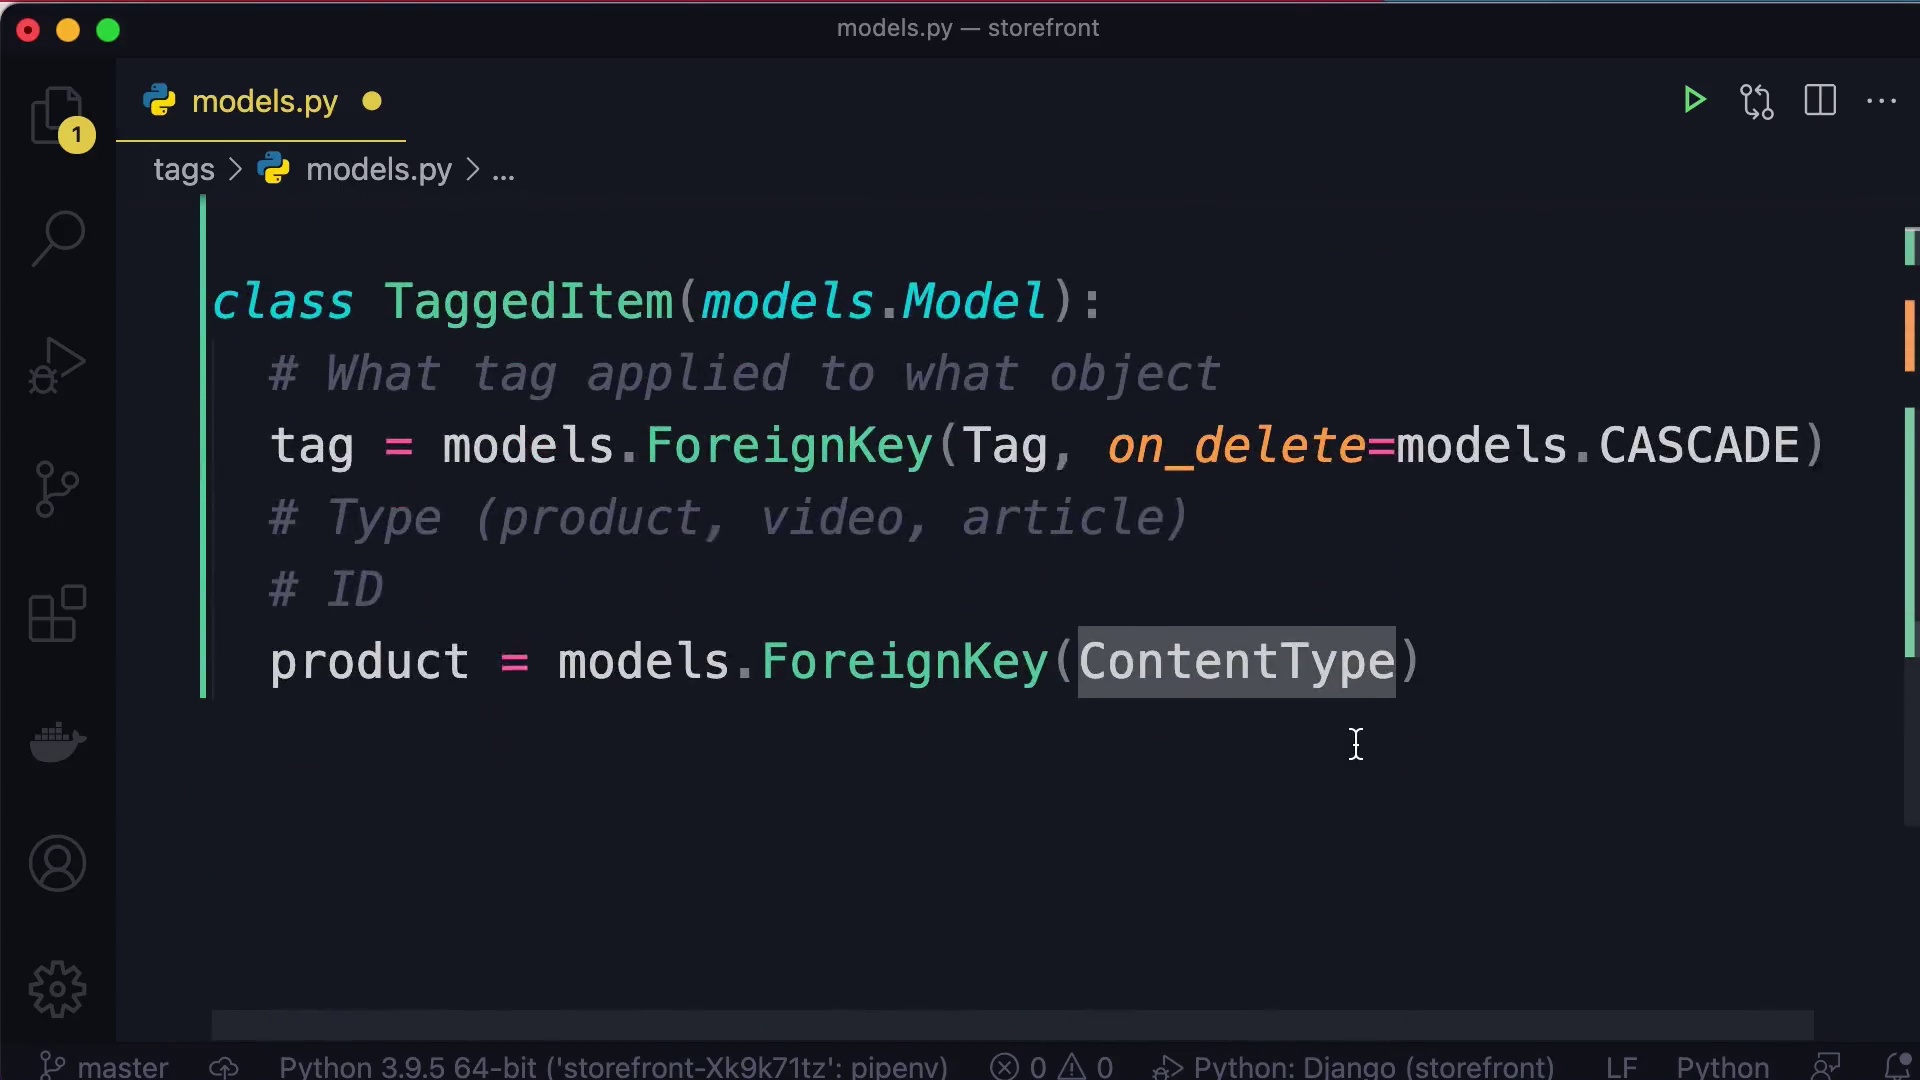 models.py — storefront
models.py
1
tags > models.py > ...
class TaggedItem(models.Model):
# What tag applied to what object
tag = models.ForeignKey(Tag, on_delete=models.CASCADE)
# Type (product, video, article)
# ID
product = models.ForeignKey(ContentType)
master Python 3.9.5 64-bit ('storefront-Xk9k71tz': pipenv) 0 0 Python: Django (storefront) LF Python